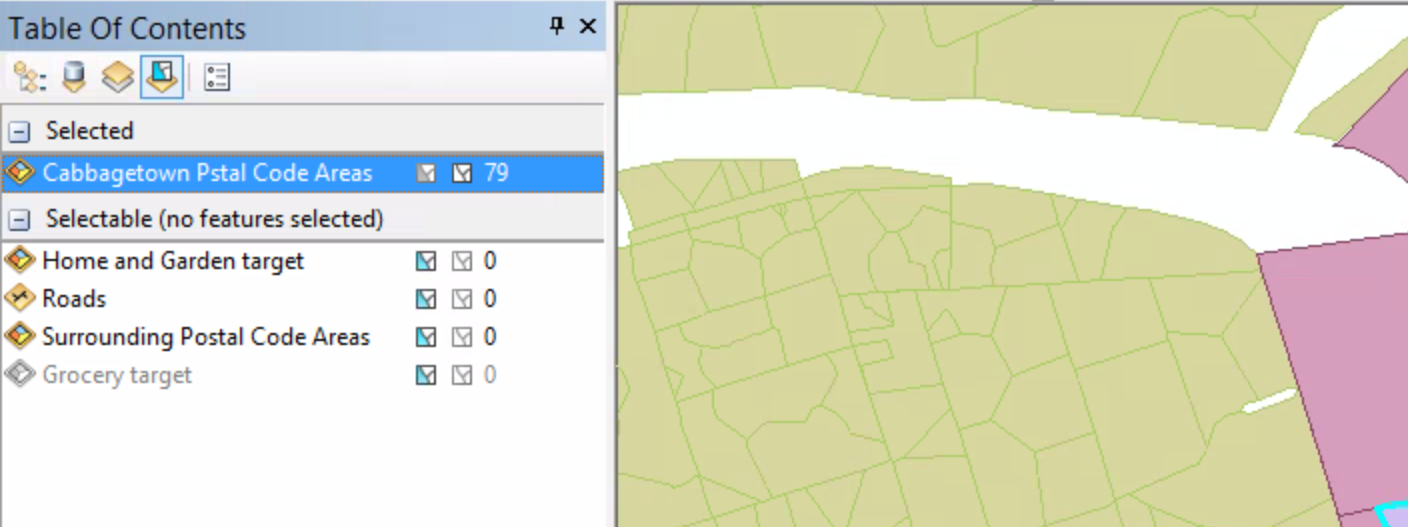 Table Of Contents
Selected
Cabbagetown Pstal Code Areas 79
Selectable (no features selected)
Home and Garden target 0
Roads 0
Surrounding Postal Code Areas 0
Grocery target 0